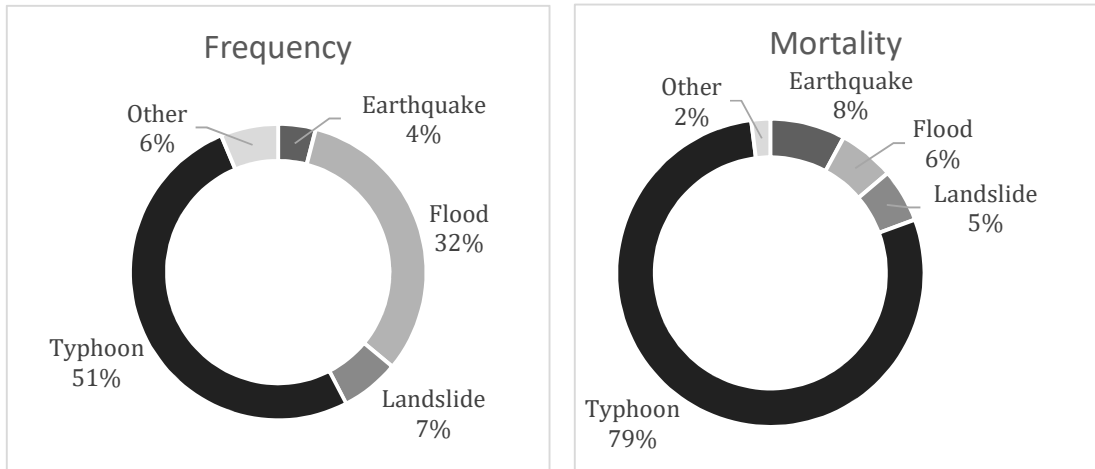 Frequency
Earthquake
4%
Flood
32%
Landslide
7%
Typhoon
51%
Other
6%
Mortality
Earthquake
8%
Flood
6%
Landslide
5%
Typhoon
79%
Other
2%